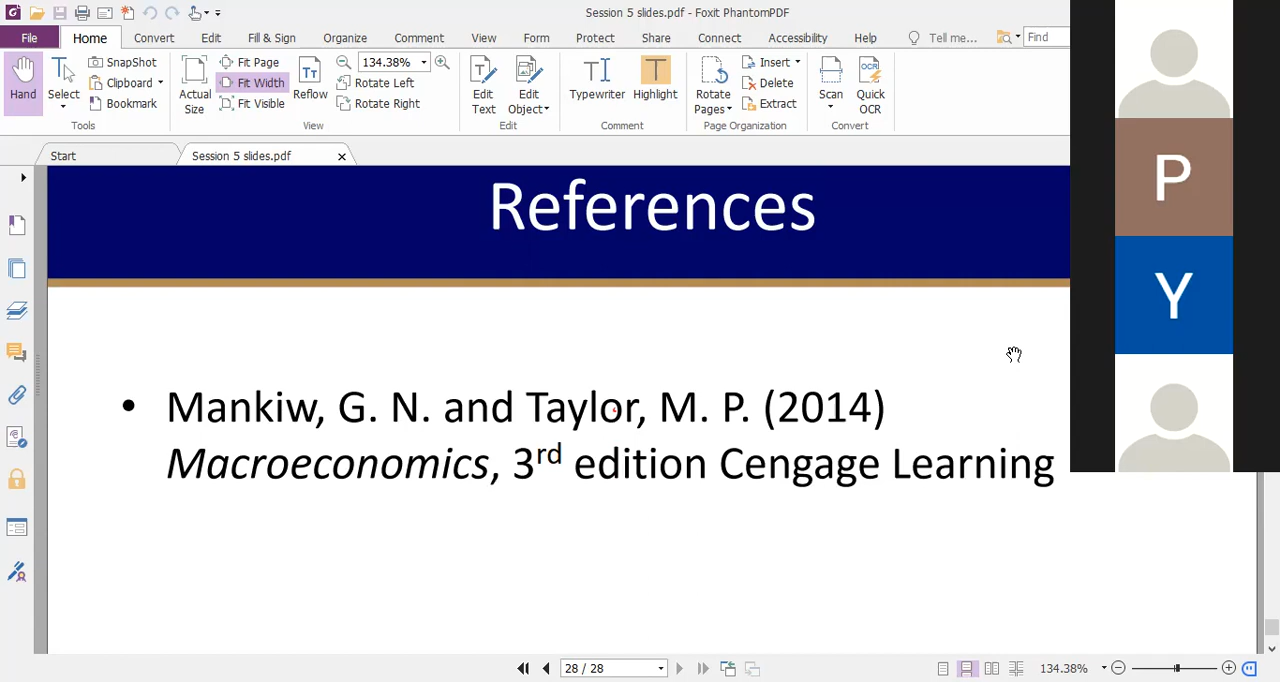 Session 5 slides.pdf - Foxit PhantomPDF
File Home Convert Edit Fill & Sign Organize Comment View Form Protect Share Connect Accessibility Help Tell me... Find
Hand
Select
SnapShot
Clipboard
Bookmark
Tools
Actual Size
Fit Page
Fit Width
Fit Visible
Reflow
134.38%
Rotate Left
Rotate Right
View
Edit Text
Edit Object
Edit
Typewriter
Highlight
Comment
Rotate Pages
Insert
Delete
Extract
Page Organization
Scan
Quick OCR
Convert
Start
Session 5 slides.pdf
P
Y
References
• Mankiw, G. N. and Taylor, M. P. (2014)
Macroeconomics, 3rd edition Cengage Learning
28 / 28
134.38%